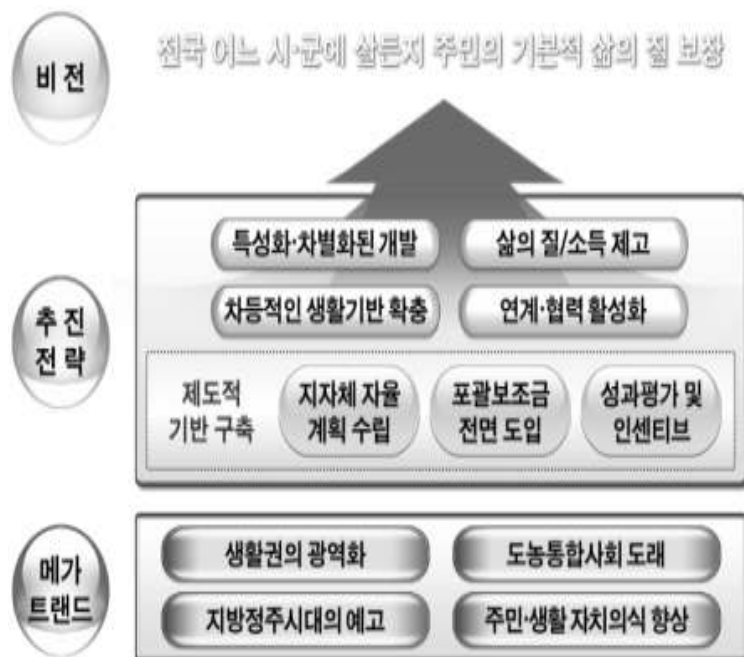 비 전
전국 어느 시·군에 살든지 주민의 기본적 삶의 질 보장
추 진
전 략
특성화·차별화된 개발
삶의 질/소득 제고
차등적인 생활기반 확충
연계·협력 활성화
제도적
기반 구축
지자체 자율
계획 수립
포괄보조금
전면 도입
성과평가 및
인센티브
메가
트랜드
생활권의 광역화
도농통합사회 도래
지방정주시대의 예고
주민·생활 자치의식 향상